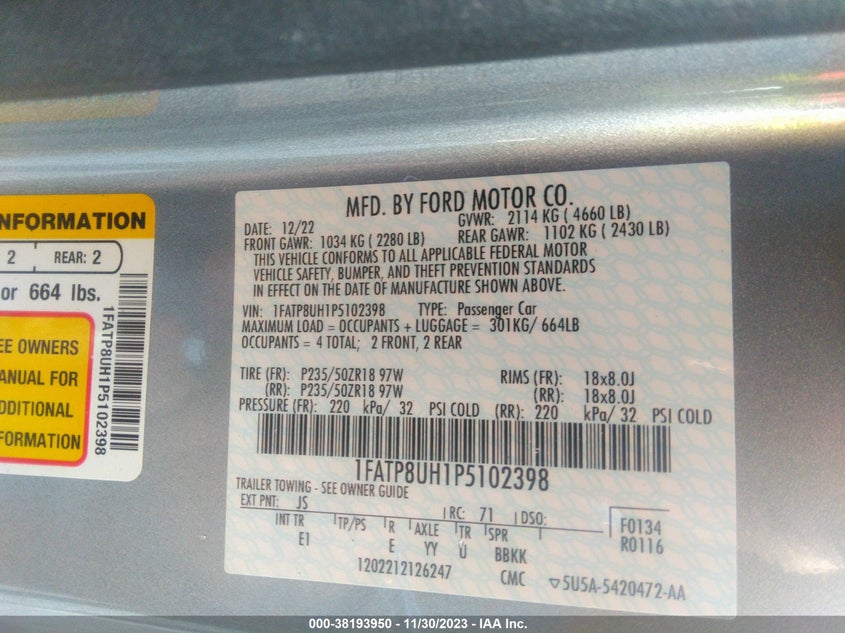 NFORMATION
2 REAR: 2
or 664 lbs.
EE OWNERS
ANUAL FOR
DDITIONAL
FORMATION
1FATP8UH1P5102398
MFD. BY FORD MOTOR CO.
DATE: 12/22 GVWR: 2114 KG ( 4660 LB)
FRONT GAWR: 1034 KG ( 2280 LB) REAR GAWR: 1102 KG ( 2430 LB)
THIS VEHICLE CONFORMS TO ALL APPLICABLE FEDERAL MOTOR
VEHICLE SAFETY, BUMPER, AND THEFT PREVENTION STANDARDS
IN EFFECT ON THE DATE OF MANUFACTURE SHOWN ABOVE.
VIN: 1FATP8UH1P5102398 TYPE: Passenger Car
MAXIMUM LOAD = OCCUPANTS + LUGGAGE = 301KG/ 664LB
OCCUPANTS = 4 TOTAL; 2 FRONT, 2 REAR
TIRE (FR): P235/50ZR18 97W RIMS (FR): 18x8.0J
(RR): P235/50ZR18 97W (RR): 18x8.0J
PRESSURE (FR): 220 kPa/ 32 PSI COLD (RR): 220 kPa/ 32 PSI COLD
1FATP8UH1P5102398
TRAILER TOWING - SEE OWNER GUIDE
EXT PNT: JS RC: 71 DSO: F0134
INT TR TP/PS R AXLE TR SPR R0116
E1 E YY U BBKK
1202212126247 CMC ▽5U5A-5420472-AA
000-38193950 - 11/30/2023 - IAA Inc.